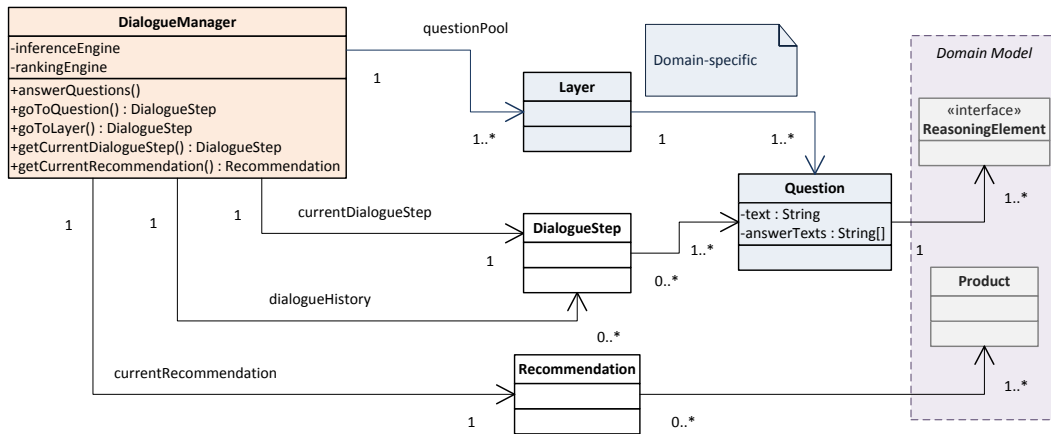 DialogueManager
-inferenceEngine
-rankingEngine
+answerQuestions()
+goToQuestion() : DialogueStep
+goToLayer() : DialogueStep
+getCurrentDialogueStep() : DialogueStep
+getCurrentRecommendation() : Recommendation
questionPool
1
1..*
Layer
Domain-specific
1
1..*
Domain Model
«interface»
ReasoningElement
1..*
Question
-text : String
-answerTexts : String[]
1
1
1
1
currentDialogueStep
1
DialogueStep
1..*
0..*
dialogueHistory
0..*
Product
1..*
currentRecommendation
1
Recommendation
0..*